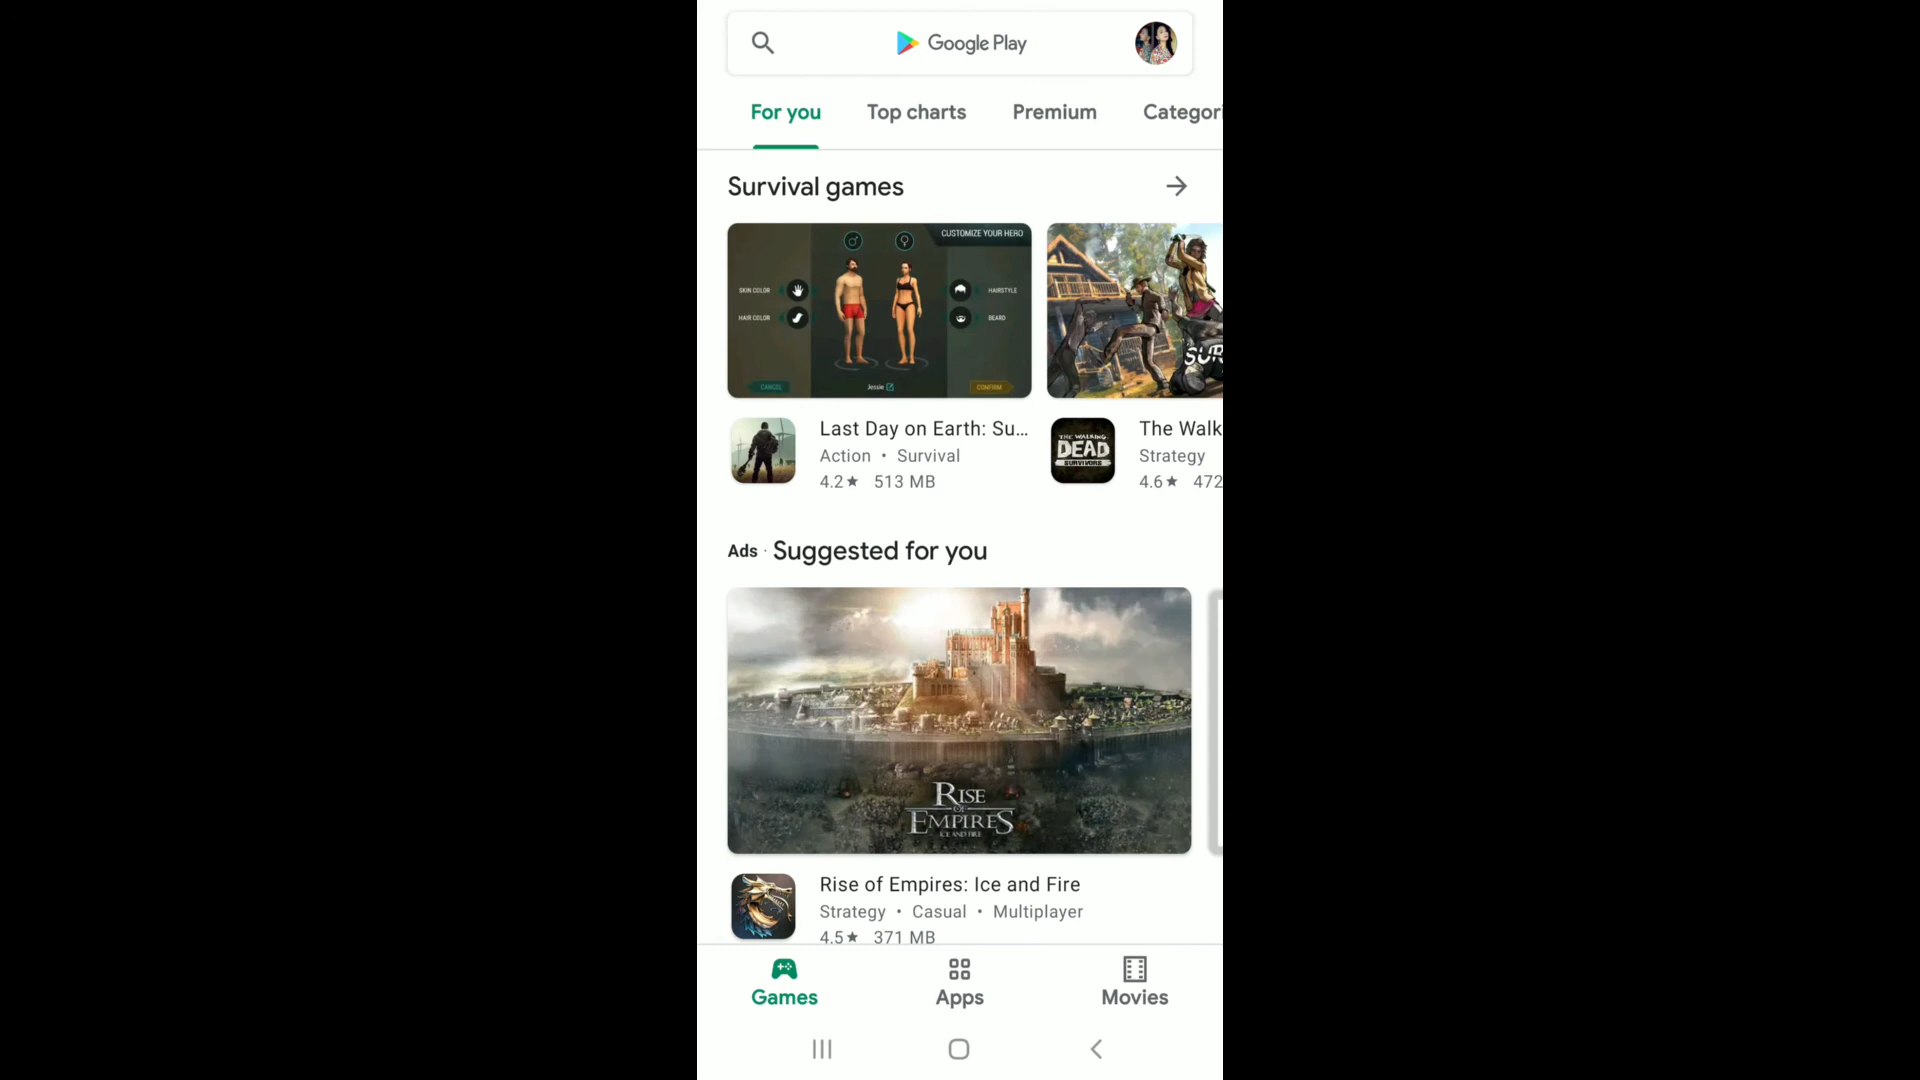 Google Play
For you Top charts Premium Categori
Survival games
CUSTOMIZE YOUR HERO
SKIN COLOR
HAIRSTYLE
HAIR COLOR
BEARD
CANCEL
Jessie
CONFIRM
SUR
Last Day on Earth: Su...
Action • Survival
4.2★ 513 MB
THE WALKING
DEAD
SURVIVORS
The Walk
Strategy
4.6★ 472
Ads · Suggested for you
RISE
OF
EMPIRES
ICE AND FIRE
Rise of Empires: Ice and Fire
Strategy • Casual • Multiplayer
4.5★ 371 MB
Games
Apps
Movies